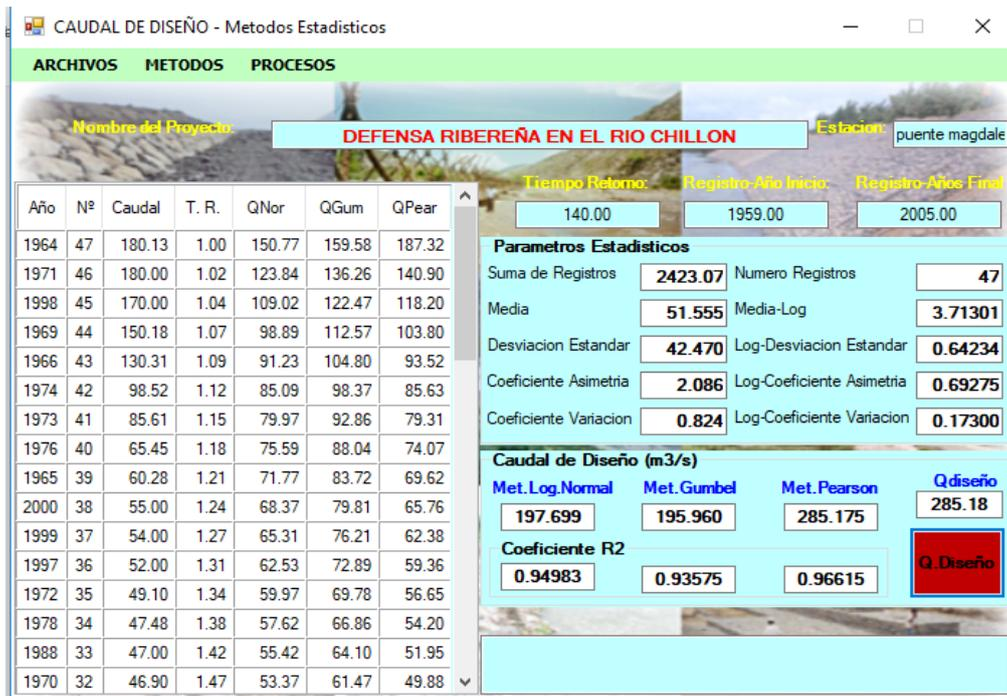 CAUDAL DE DISEÑO - Metodos Estadisticos
ARCHIVOS METODOS PROCESOS
Nombre del Proyecto: DEFENSA RIBEREÑA EN EL RIO CHILLON Estacion: puente magdale
Tiempo Retorno: Registro-Año Inicio: Registro-Años Final
140.00 1959.00 2005.00
Año Nº Caudal T. R. QNor QGum QPear
1964 47 180.13 1.00 150.77 159.58 187.32
1971 46 180.00 1.02 123.84 136.26 140.90
1998 45 170.00 1.04 109.02 122.47 118.20
1969 44 150.18 1.07 98.89 112.57 103.80
1966 43 130.31 1.09 91.23 104.80 93.52
1974 42 98.52 1.12 85.09 98.37 85.63
1973 41 85.61 1.15 79.97 92.86 79.31
1976 40 65.45 1.18 75.59 88.04 74.07
1965 39 60.28 1.21 71.77 83.72 69.62
2000 38 55.00 1.24 68.37 79.81 65.76
1999 37 54.00 1.27 65.31 76.21 62.38
1997 36 52.00 1.31 62.53 72.89 59.36
1972 35 49.10 1.34 59.97 69.78 56.65
1978 34 47.48 1.38 57.62 66.86 54.20
1988 33 47.00 1.42 55.42 64.10 51.95
1970 32 46.90 1.47 53.37 61.47 49.88
Parametros Estadisticos
Suma de Registros 2423.07 Numero Registros 47
Media 51.555 Media-Log 3.71301
Desviacion Estandar 42.470 Log-Desviacion Estandar 0.64234
Coeficiente Asimetria 2.086 Log-Coeficiente Asimetria 0.69275
Coeficiente Variacion 0.824 Log-Coeficiente Variacion 0.17300
Caudal de Diseño (m3/s)
Met.Log.Normal Met.Gumbel Met.Pearson Qdiseño
197.699 195.960 285.175 285.18
Coeficiente R2
0.94983 0.93575 0.96615
Q.Diseño